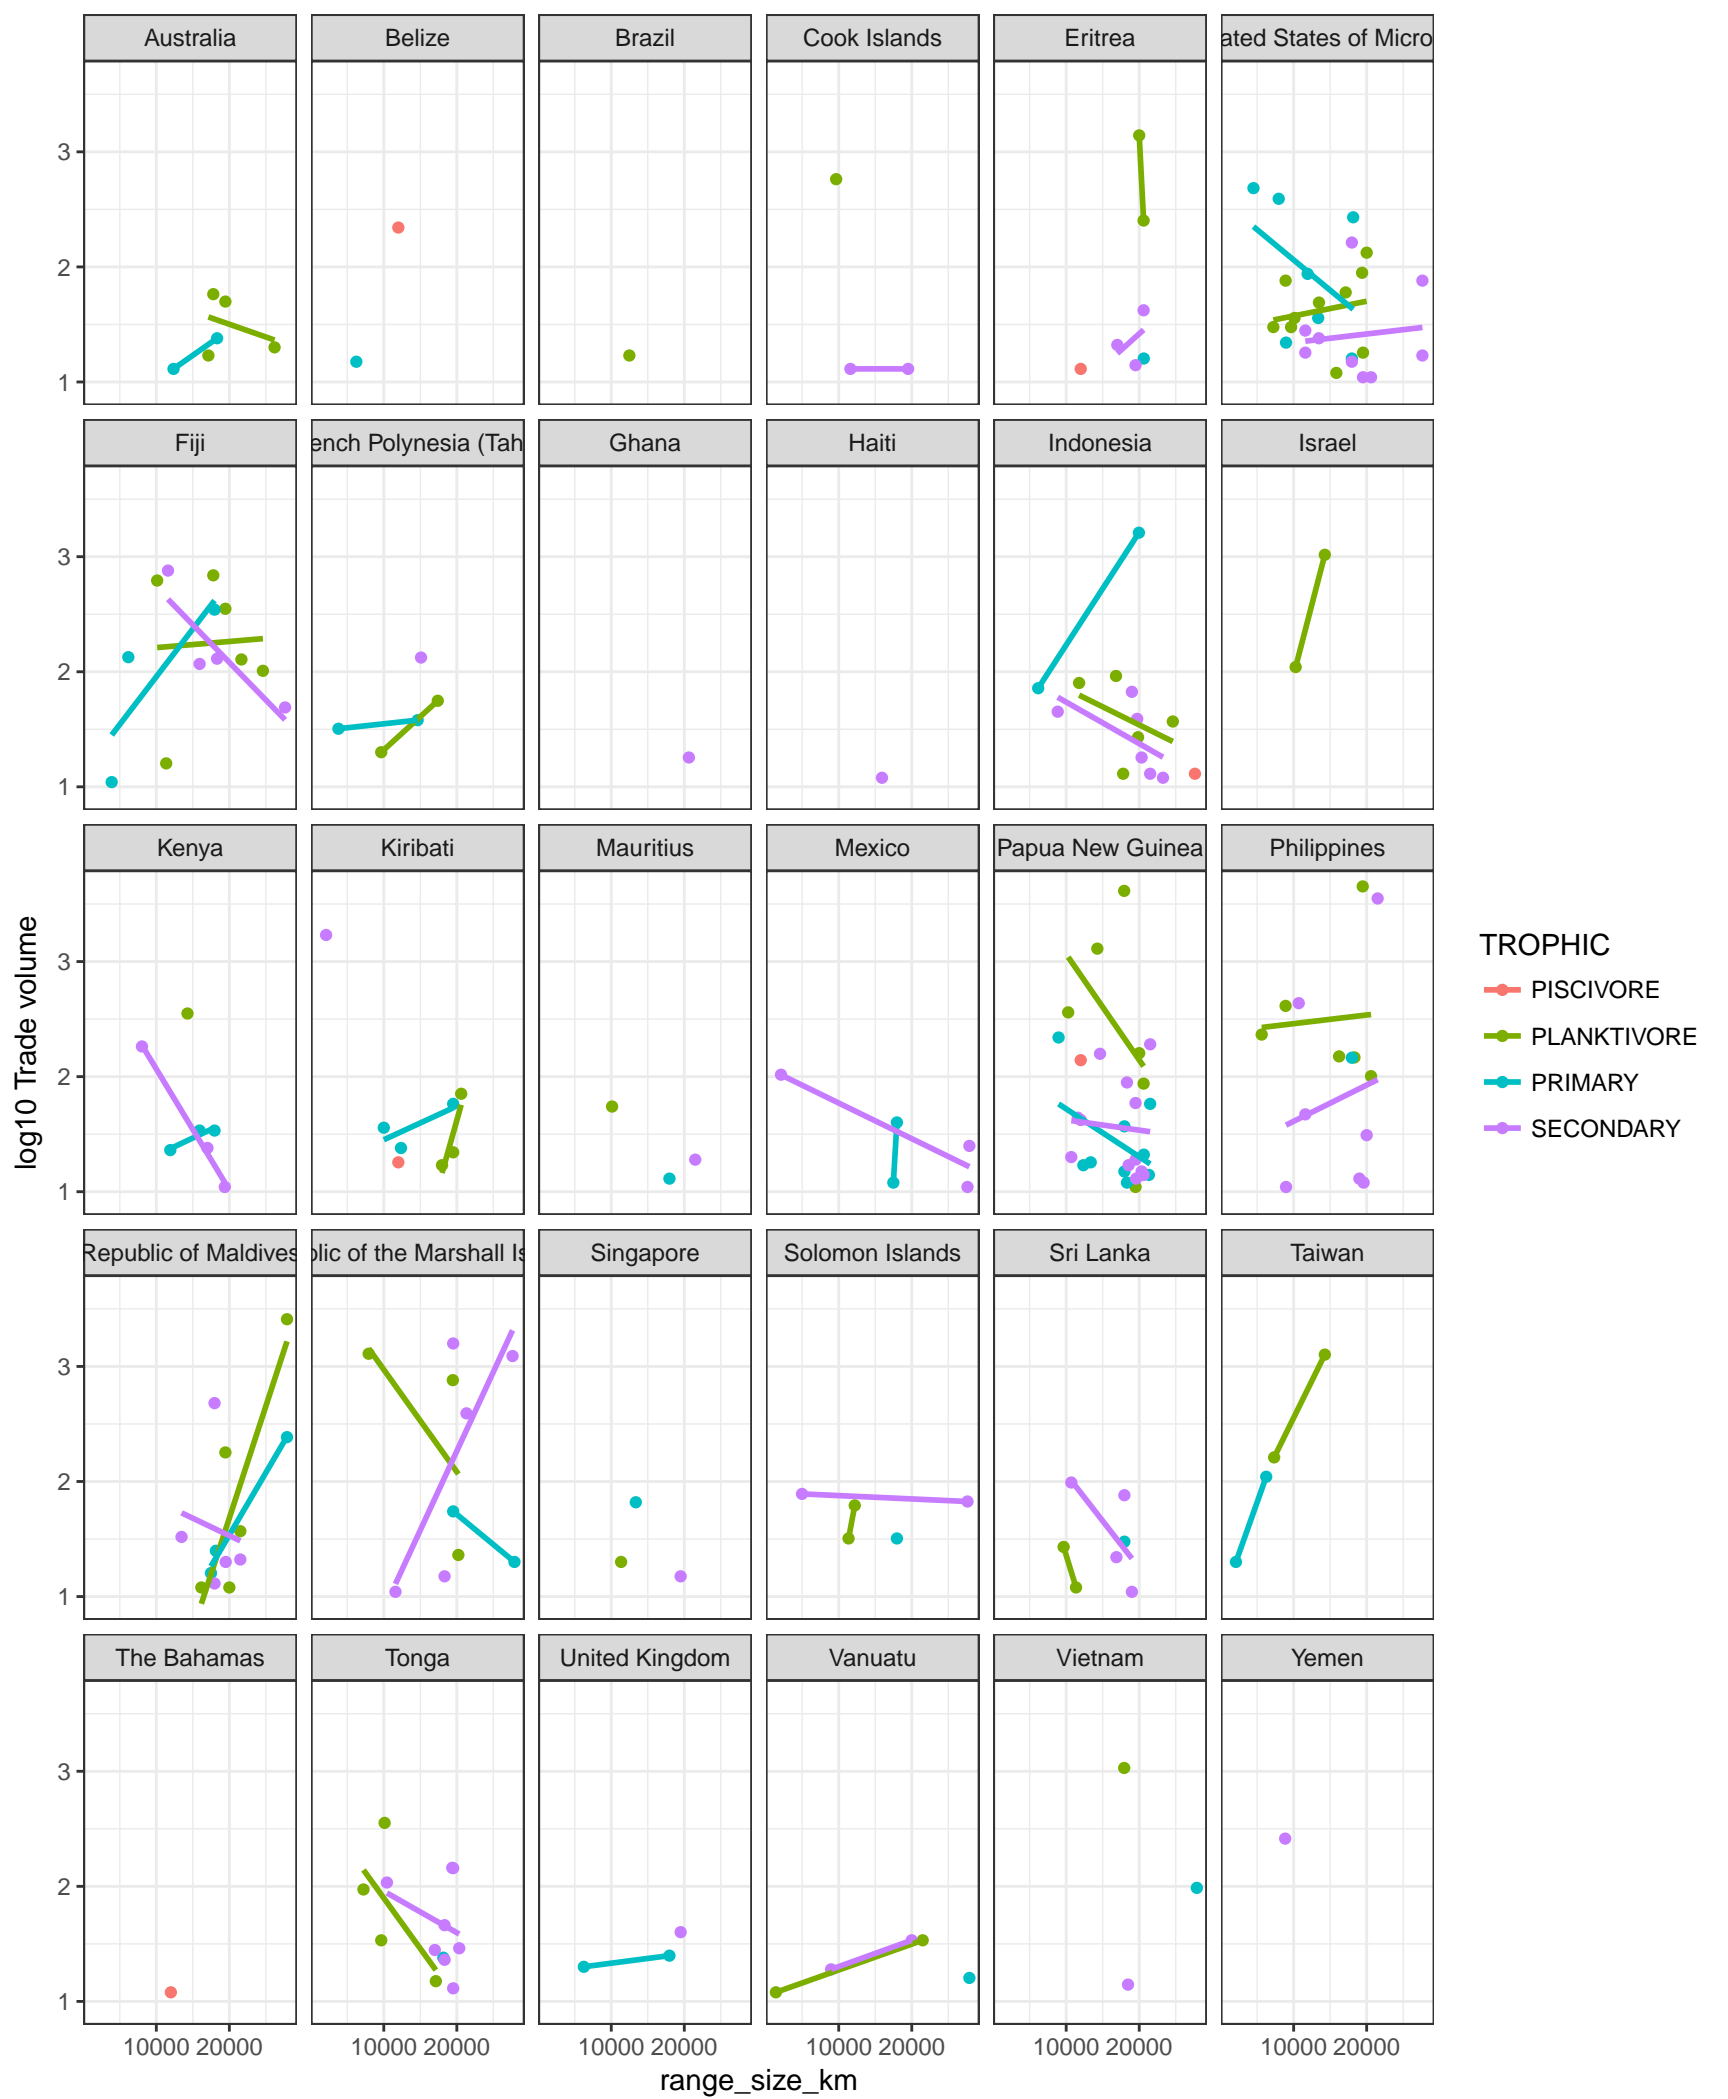 Australia Belize Brazil Cook Islands Eritrea ated States of Micro
3
2
1
Fiji ench Polynesia (Tah Ghana Haiti Indonesia Israel
3
2
1
Kenya Kiribati Mauritius Mexico Papua New Guinea Philippines
3
2
1
log10 Trade volume
TROPHIC
PISCIVORE
PLANKTIVORE
PRIMARY
SECONDARY
Republic of Maldives blic of the Marshall Is Singapore Solomon Islands Sri Lanka Taiwan
3
2
1
The Bahamas Tonga United Kingdom Vanuatu Vietnam Yemen
3
2
1
10000 20000 10000 20000 10000 20000 10000 20000 10000 20000 10000 20000
range_size_km